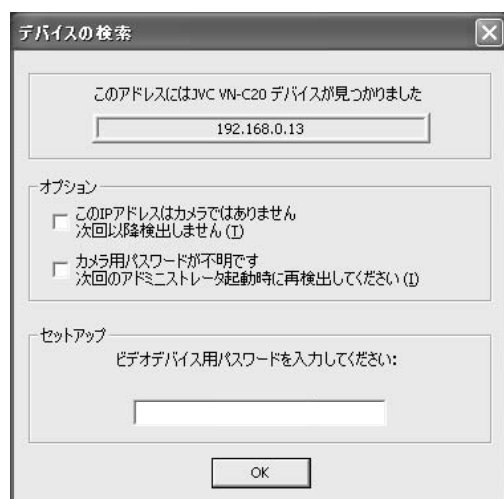 デバイスの検索
このアドレスにはJVC VN-C20 デバイスが見つかりました
192.168.0.13
オプション
このIPアドレスはカメラではありません
次回以降検出しません(T)
カメラ用パスワードが不明です
次回のアドミニストレータ起動時に再検出してください(I)
セットアップ
ビデオデバイス用パスワードを入力してください:
OK